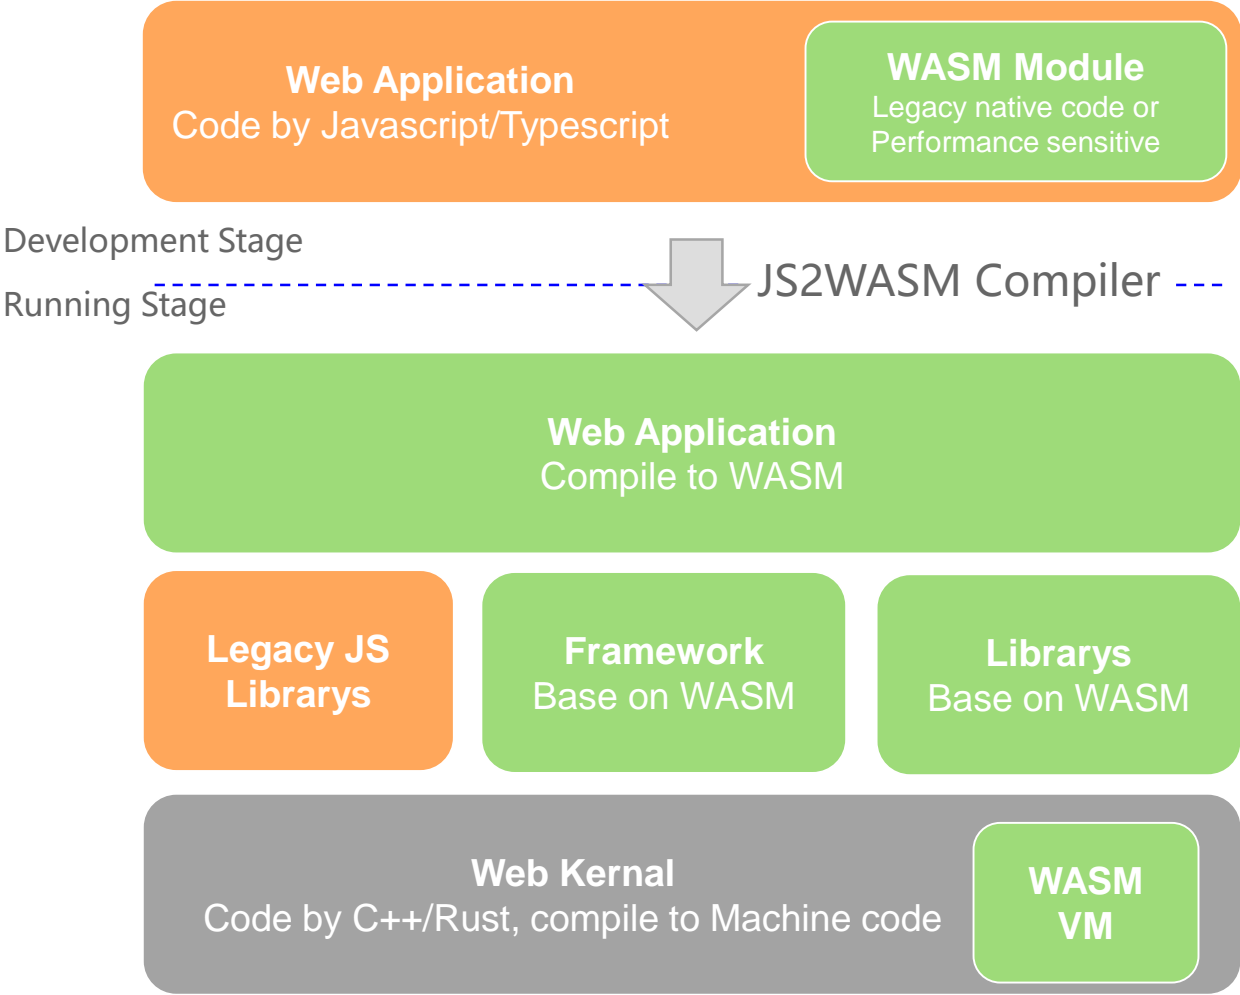 Web Application
Code by Javascript/Typescript
WASM Module
Legacy native code or
Performance sensitive
Development Stage
JS2WASM Compiler
Running Stage
Web Application
Compile to WASM
Legacy JS
Librarys
Framework
Base on WASM
Librarys
Base on WASM
Web Kernal
Code by C++/Rust, compile to Machine code
WASM
VM